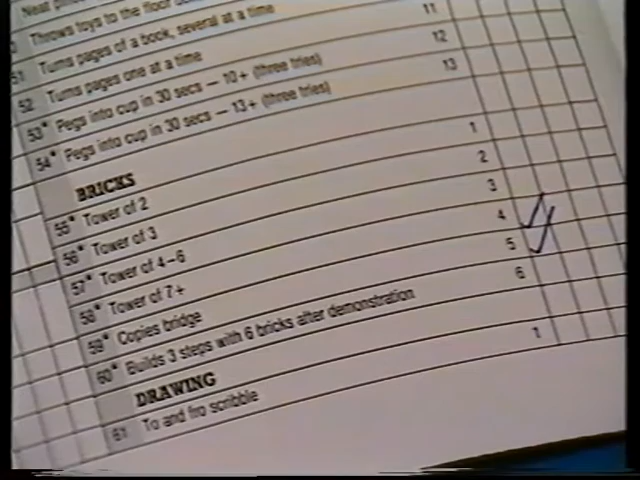 Throws toys to the floor
51 Turns pages of a book, several at a time 11
52 Turns pages one at a time 12
53* Pegs into cup in 30 secs — 10+ (three tries) 13
54* Pegs into cup in 30 secs — 13+ (three tries)
BRICKS
55* Tower of 2 1
56* Tower of 3 2
57* Tower of 4–6 3
58* Tower of 7+ 4
59* Copies bridge 5
60* Builds 3 steps with 6 bricks after demonstration 6
DRAWING
61 To and fro scribble 1